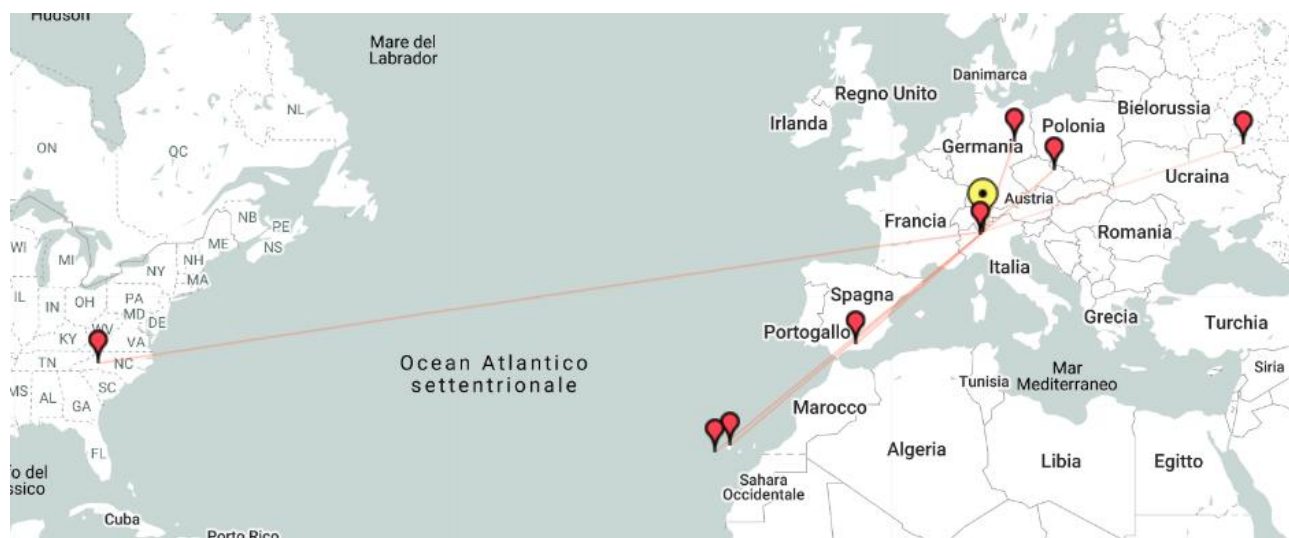 Hudson
Mare del
Labrador
NL
ON
QC
NB
PE
NS
ME
WI
MI
NY
NH
MA
IL
IN
OH
PA
MD
DE
KY
WV
VA
TN
NC
MS
AL
GA
SC
FL
Cuba
Porto Rico
Ocean Atlantico
settentrionale
Danimarca
Regno Unito
Irlanda
Bielorussia
Polonia
Germania
Ucraina
Austria
Francia
Romania
Italia
Spagna
Portogallo
Grecia
Turchia
Siria
Tunisia
Mar
Mediterraneo
Marocco
Algeria
Libia
Egitto
Sahara
Occidentale